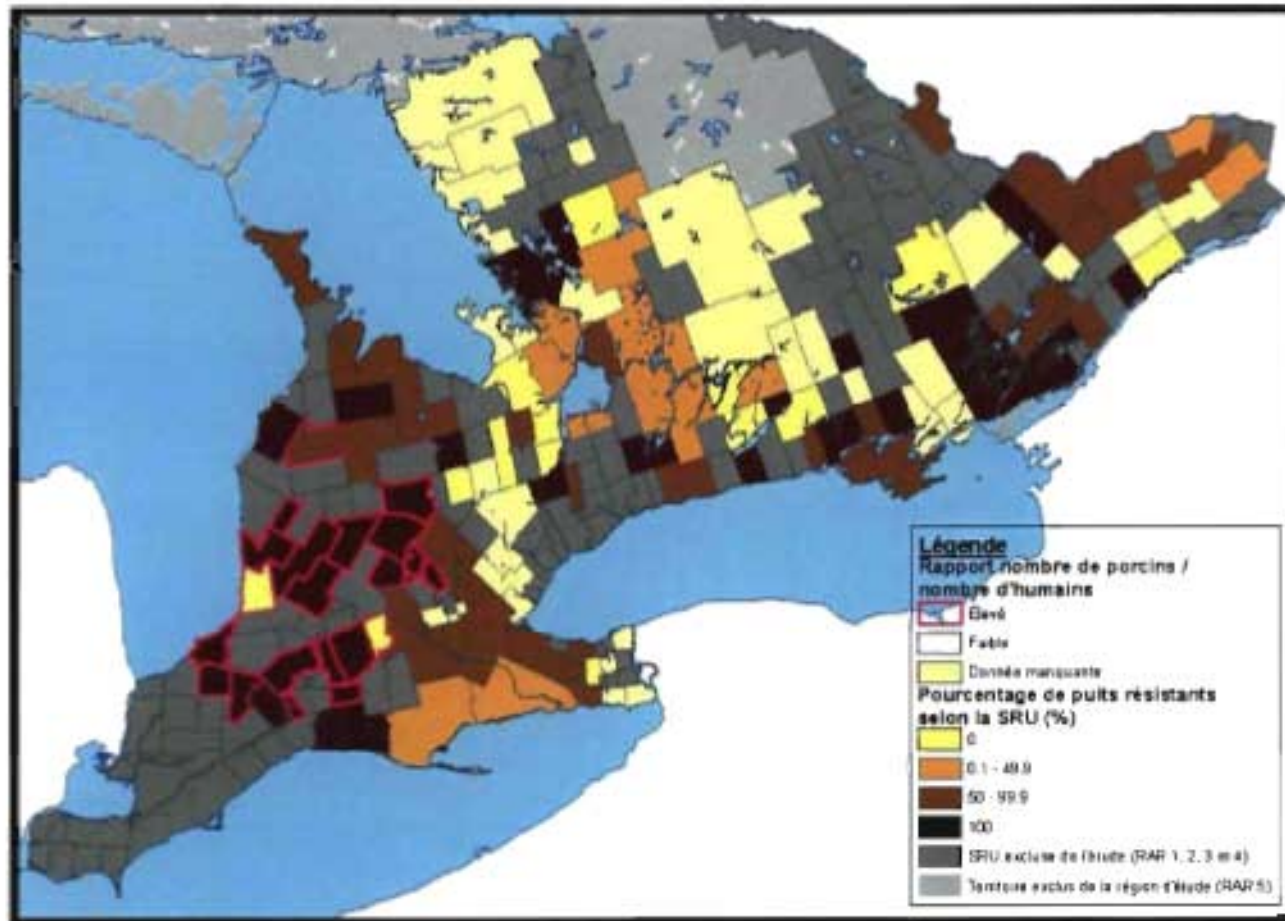 Légende
Rapport nombre de porcins /
nombre d'humains
Élevé
Faible
Donnée manquante
Pourcentage de puits résistants
selon la SRU (%)
0
0.1 - 49.9
50 - 99.9
100
SRU excluse de l'étude (RAR 1, 2, 3 et 4)
Territoire exclus de la région d'étude (RAR 5)